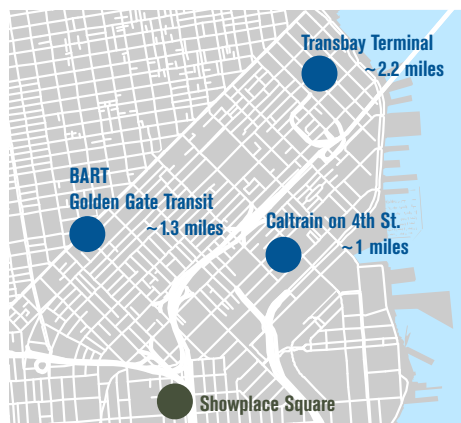 Transbay Terminal
~2.2 miles
BART
Golden Gate Transit
~1.3 miles
Caltrain on 4th St.
~1 miles
Showplace Square